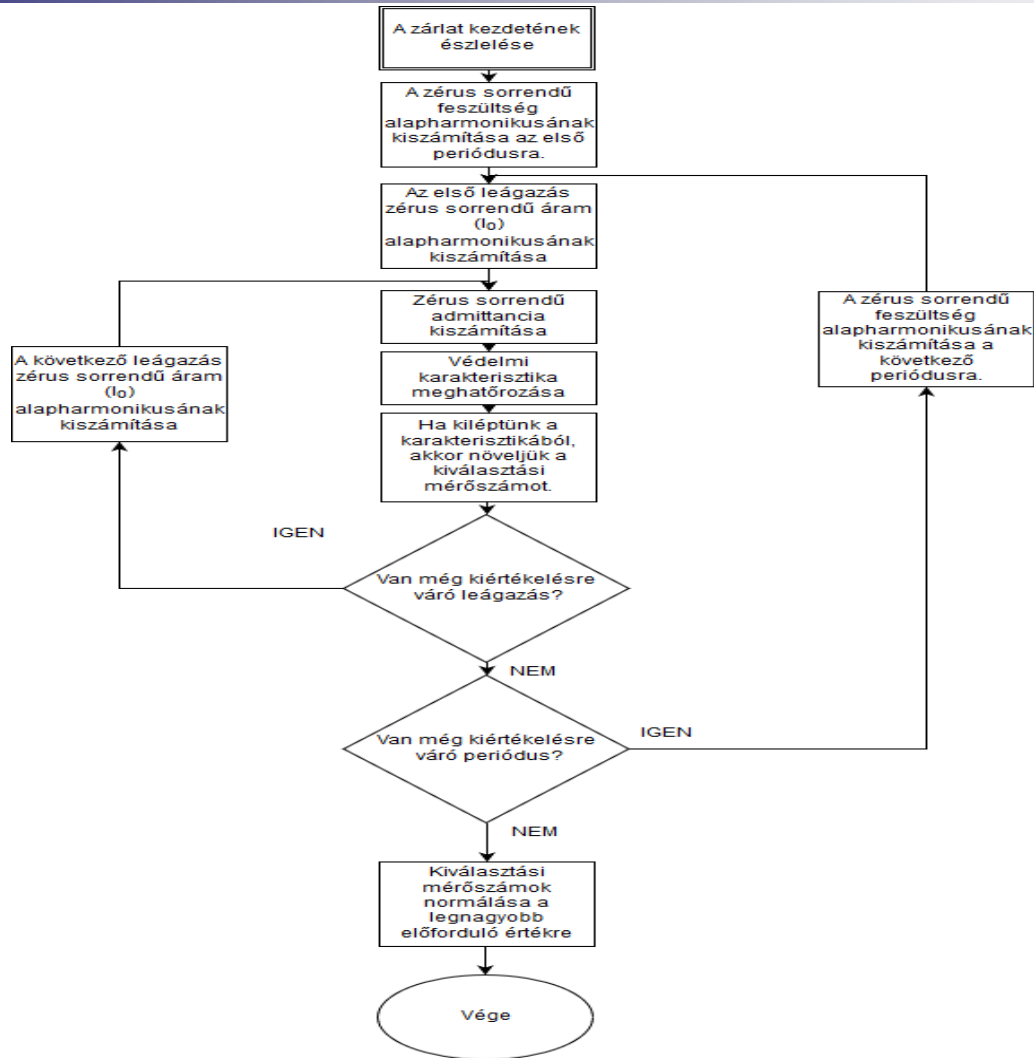 A zárlat kezdetének
észlelése
A zérus sorrendű
feszültség
alapharmonikusának
kiszámítása az első
periódusra.
Az első leágazás
zérus sorrendű áram
(I₀)
alapharmonikusának
kiszámítása
Zérus sorrendű
admittancia
kiszámítása
Védelmi
karakterisztika
meghatőrozása
Ha kiléptünk a
karakterisztikából,
akkor növeljük a
kiválasztási
mérőszámot.
Van még kiértékelésre
váró leágazás?
IGEN
A következő leágazás
zérus sorrendű áram
(I₀)
alapharmonikusának
kiszámítása
NEM
Van még kiértékelésre
váró periódus?
IGEN
A zérus sorrendű
feszültség
alapharmonikusának
kiszámítása a
következő
periódusra.
NEM
Kiválasztási
mérőszámok
normálása a
legnagyobb
előforduló értékre
Vége